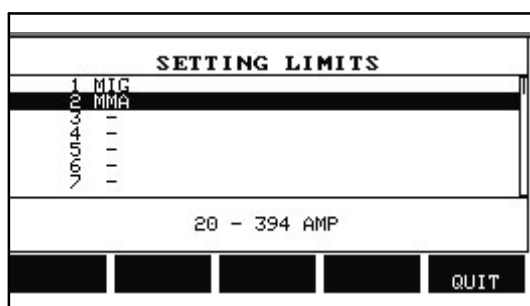 SETTING LIMITS
1 MIG
2 MMA
3 -
4 -
5 -
6 -
7 -
20 - 394 AMP
QUIT